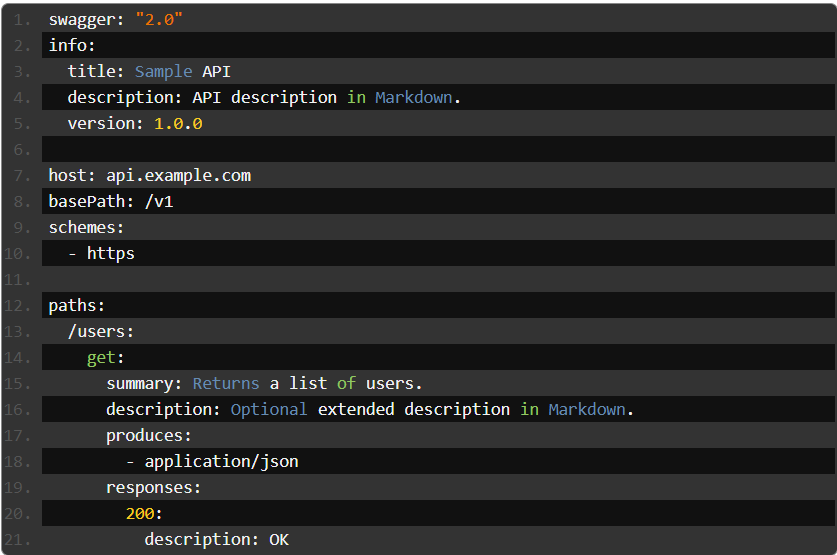 1. swagger: "2.0"
2. info:
3.   title: Sample API
4.   description: API description in Markdown.
5.   version: 1.0.0
6.
7. host: api.example.com
8. basePath: /v1
9. schemes:
10.   - https
11.
12. paths:
13.   /users:
14.     get:
15.       summary: Returns a list of users.
16.       description: Optional extended description in Markdown.
17.       produces:
18.         - application/json
19.       responses:
20.         200:
21.           description: OK